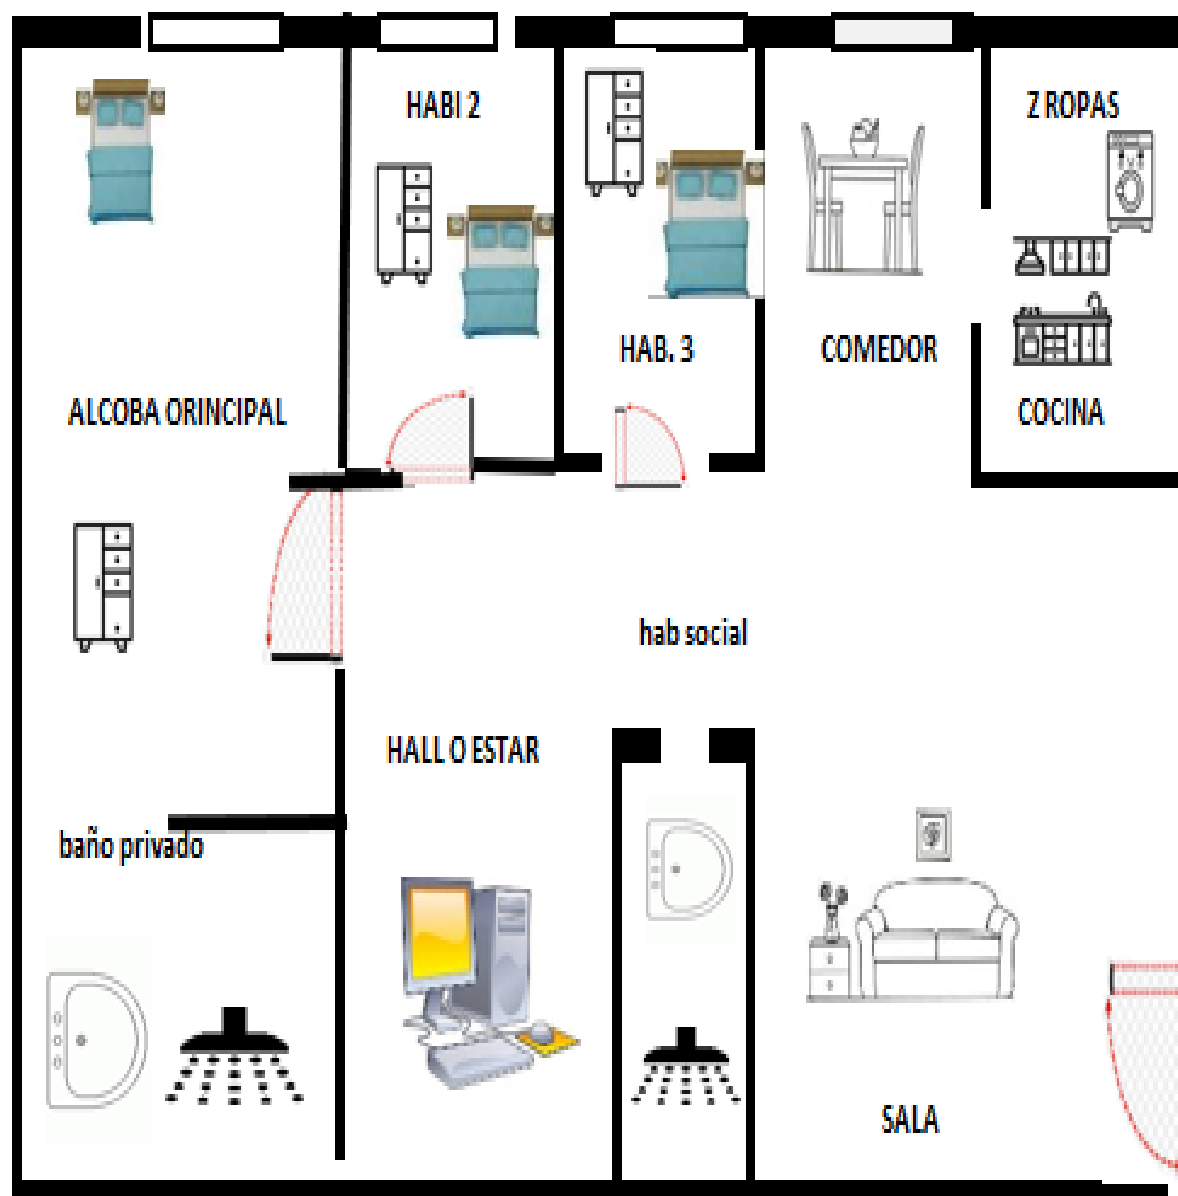 HABI 2
Z ROPAS
HAB. 3
COMEDOR
ALCOBA ORINCIPAL
COCINA
hab social
HALL O ESTAR
baño privado
SALA